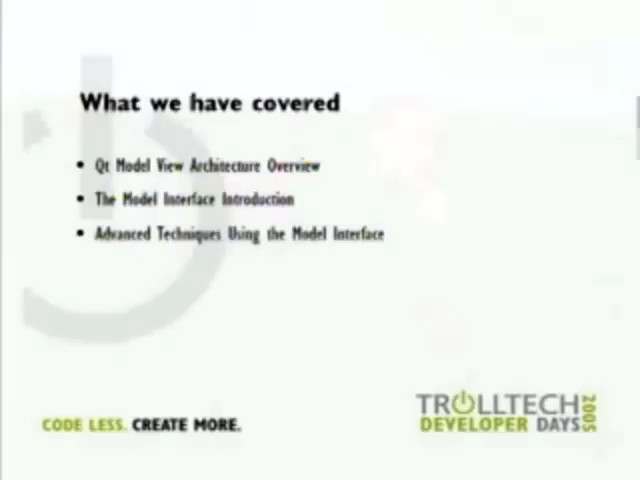 What we have covered
• Qt Model View Architecture Overview
• The Model Interface Introduction
• Advanced Techniques Using the Model Interface
CODE LESS. CREATE MORE.
TROLLTECH
DEVELOPER DAYS
2005